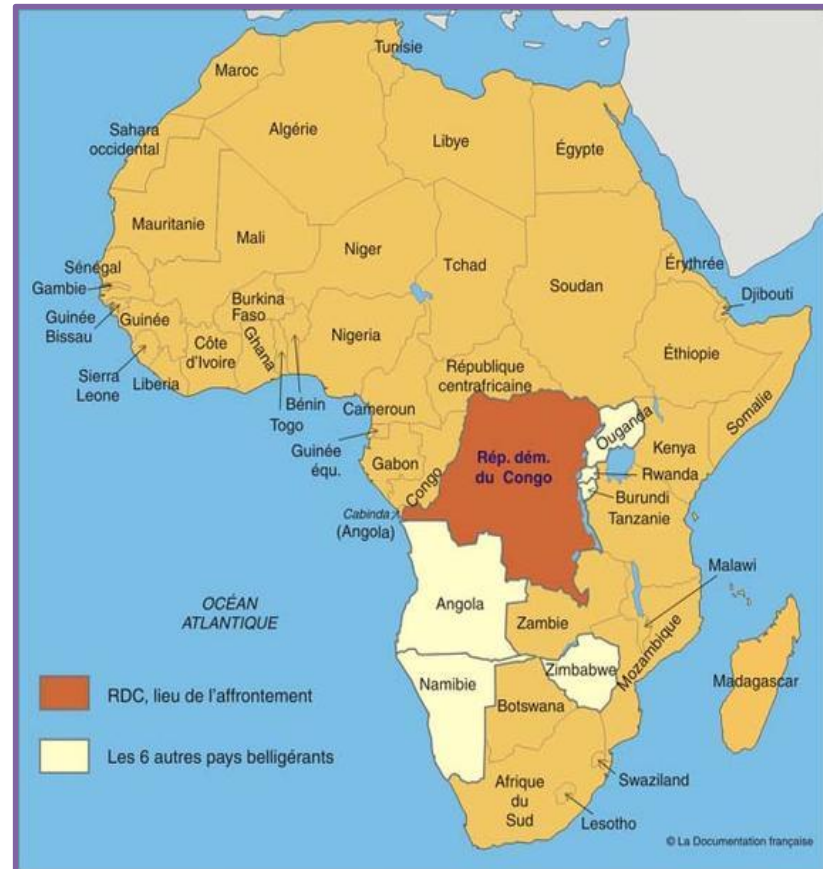 Tunisie
Maroc
Algérie
Libye
Égypte
Sahara
occidental
Mauritanie
Mali
Niger
Tchad
Soudan
Érythrée
Djibouti
Sénégal
Gambie
Guinée
Bissau
Guinée
Burkina
Faso
Côte
d'Ivoire
Ghana
Nigeria
Sierra
Leone
Liberia
Togo
Bénin
République
centrafricaine
Éthiopie
Somalie
Cameroun
Guinée
équ.
Gabon
Congo
Rép. dém.
du Congo
Ouganda
Kenya
Rwanda
Burundi
Tanzanie
Cabinda
(Angola)
Malawi
OCÉAN
ATLANTIQUE
Angola
Zambie
Mozambique
Zimbabwe
Namibie
Botswana
Madagascar
Swaziland
Afrique
du
Sud
Lesotho
RDC, lieu de l'affrontement
Les 6 autres pays belligérants
© La Documentation française